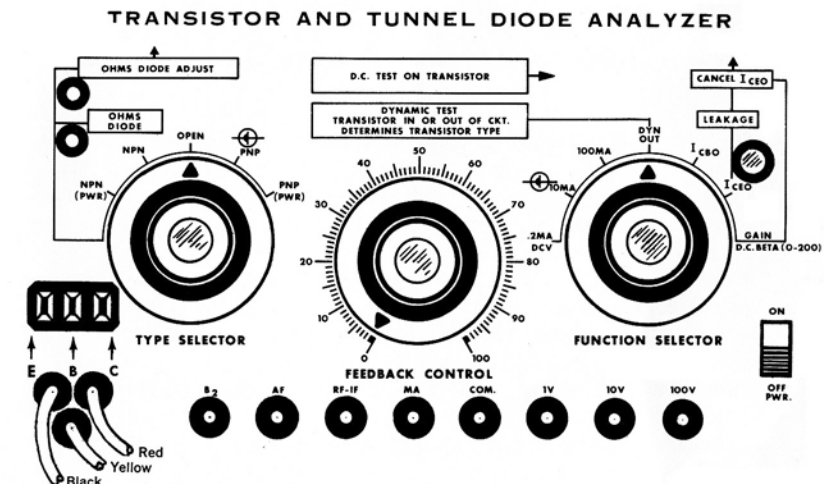 TRANSISTOR AND TUNNEL DIODE ANALYZER
OHMS DIODE ADJUST
OHMS
DIODE
D.C. TEST ON TRANSISTOR
DYNAMIC TEST
TRANSISTOR IN OR OUT OF CKT.
DETERMINES TRANSISTOR TYPE
CANCEL ICEO
LEAKAGE
NPN
(PWR)
NPN
OPEN
PNP
PNP
(PWR)
TYPE SELECTOR
0
10
20
30
40
50
60
70
80
90
100
FEEDBACK CONTROL
.2MA
DCV
10MA
100MA
DYN
OUT
ICBO
ICEO
GAIN
D.C. BETA (0-200)
FUNCTION SELECTOR
ON
OFF
PWR.
E B C
Red
Yellow
Black
B2 AF RF-IF MA COM. 1V 10V 100V